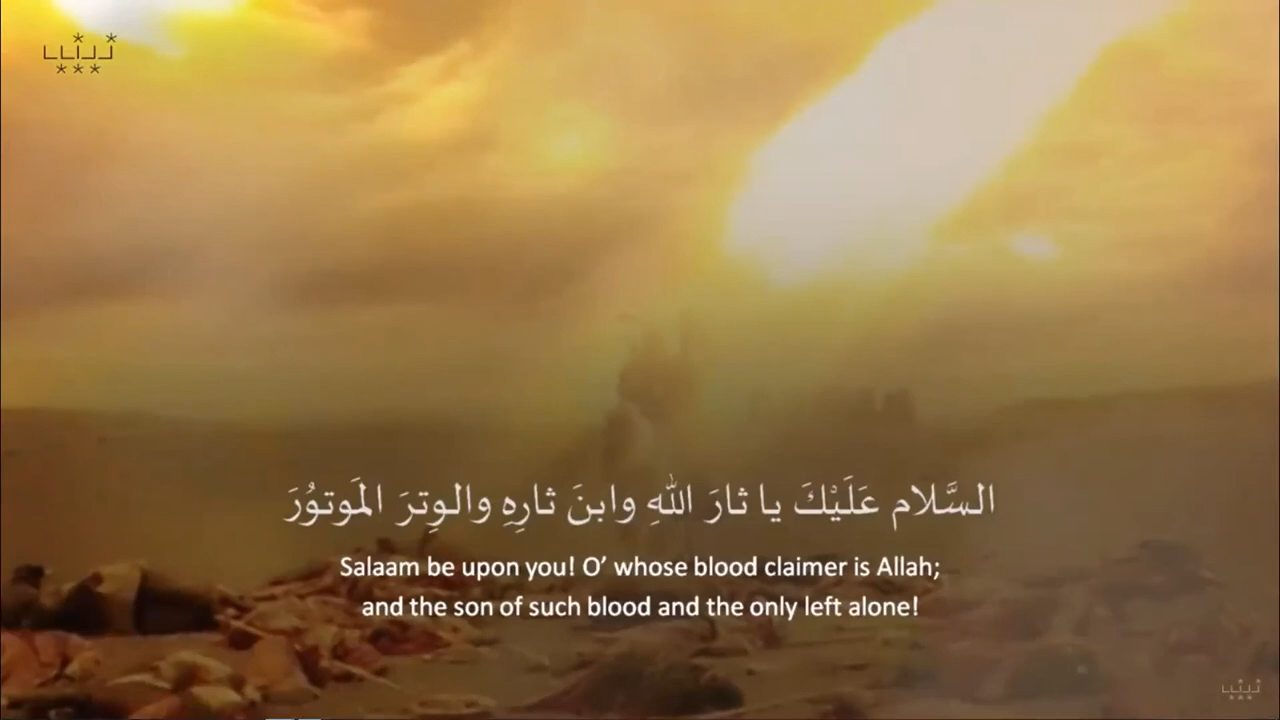 السَّلام عَلَيْكَ يا ثارَ اللهِ وابنَ ثارِهِ والوِترَ المَوتوُرَ
Salaam be upon you! O’ whose blood claimer is Allah;
and the son of such blood and the only left alone!